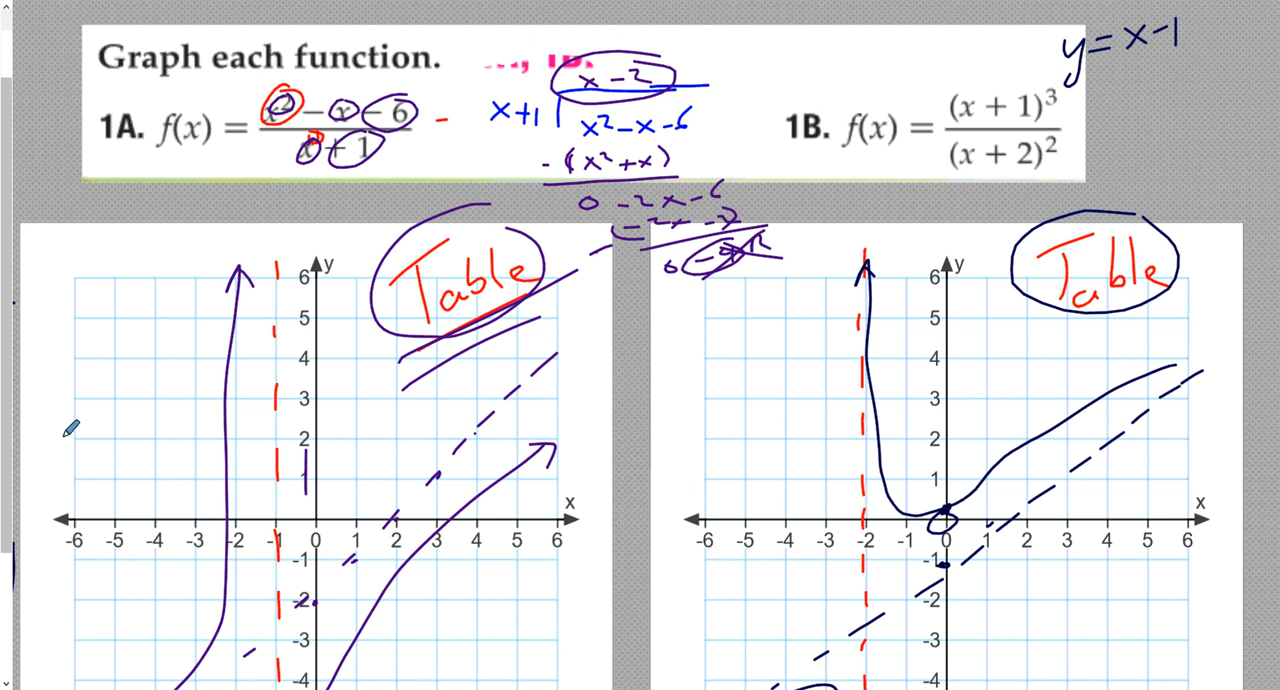 Graph each function.
1A. f(x) = (x² − x − 6)/(x + 1)
x − 2
x+1
x² − x − 6
-(x² + x)
0 − 2x − 6
1B. f(x) = (x + 1)³/(x + 2)²
y = x − 1
Table
y
6
5
4
3
2
x
-6 -5 -4 -3 -2 -1 0 1 2 3 4 5 6
-1
-2
-3
-4
Table
y
6
5
4
3
2
1
x
-6 -5 -4 -3 -2 -1 0 1 2 3 4 5 6
-1
-2
-3
-4